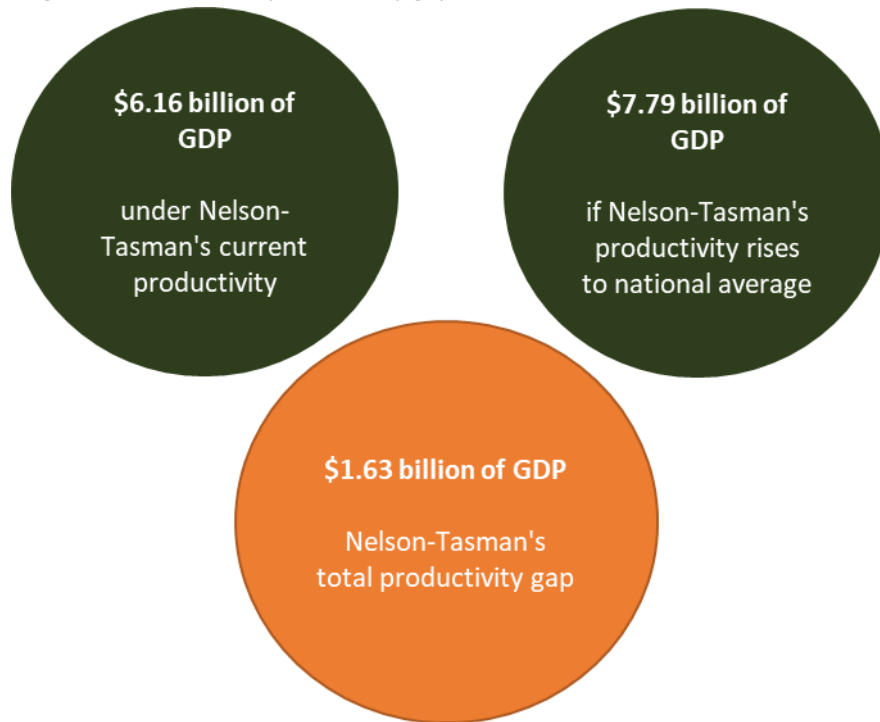 $6.16 billion of
GDP
under Nelson-
Tasman's current
productivity
$7.79 billion of
GDP
if Nelson-Tasman's
productivity rises
to national average
$1.63 billion of GDP
Nelson-Tasman's
total productivity gap